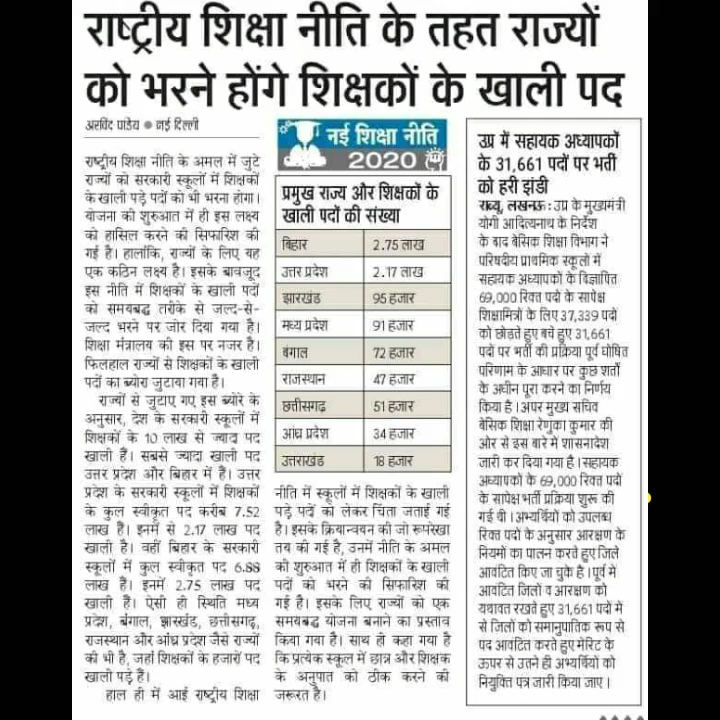 राष्ट्रीय शिक्षा नीति के तहत राज्यों
को भरने होंगे शिक्षकों के खाली पद
अरविंद पांडेय ● नई दिल्ली
राष्ट्रीय शिक्षा नीति के अमल में जुटे
राज्यों को सरकारी स्कूलों में शिक्षकों
के खाली पड़े पदों को भी भरना होगा।
योजना की शुरुआत में ही इस लक्ष्य
को हासिल करने की सिफारिश की
गई है। हालांकि, राज्यों के लिए यह
एक कठिन लक्ष्य है। इसके बावजूद
इस नीति में शिक्षकों के खाली पदों
को समयबद्ध तरीके से जल्द-से-
जल्द भरने पर जोर दिया गया है।
शिक्षा मंत्रालय की इस पर नजर है।
फिलहाल राज्यों से शिक्षकों के खाली
पदों का ब्योरा जुटाया गया है।
राज्यों से जुटाए गए इस ब्योरे के
अनुसार, देश के सरकारी स्कूलों में
शिक्षकों के 10 लाख से ज्यादा पद
खाली हैं। सबसे ज्यादा खाली पद
उत्तर प्रदेश और बिहार में हैं। उत्तर
प्रदेश के सरकारी स्कूलों में शिक्षकों
के कुल स्वीकृत पद करीब 7.52
लाख हैं। इनमें से 2.17 लाख पद
खाली है। वहीं बिहार के सरकारी
स्कूलों में कुल स्वीकृत पद 6.88
लाख हैं। इनमें 2.75 लाख पद
खाली हैं। ऐसी ही स्थिति मध्य
प्रदेश, बंगाल, झारखंड, छत्तीसगढ़,
राजस्थान और आंध्र प्रदेश जैसे राज्यों
की भी है, जहां शिक्षकों के हजारों पद
खाली पड़े हैं।
हाल ही में आई राष्ट्रीय शिक्षा
नई शिक्षा नीति
2020
प्रमुख राज्य और शिक्षकों के
खाली पदों की संख्या
बिहार 2.75 लाख
उत्तर प्रदेश 2.17 लाख
झारखंड 95 हजार
मध्य प्रदेश 91 हजार
बंगाल 72 हजार
राजस्थान 47 हजार
छत्तीसगढ़ 51 हजार
आंध्र प्रदेश 34 हजार
उत्तराखंड 18 हजार
नीति में स्कूलों में शिक्षकों के खाली
पड़े पदों को लेकर चिंता जताई गई
है। इसके क्रियान्वयन की जो रूपरेखा
तय की गई है, उनमें नीति के अमल
की शुरुआत में ही शिक्षकों के खाली
पदों को भरने की सिफारिश की
गई है। इसके लिए राज्यों को एक
समयबद्ध योजना बनाने का प्रस्ताव
किया गया है। साथ ही कहा गया है
कि प्रत्येक स्कूल में छात्र और शिक्षक
के अनुपात को ठीक करने की
जरूरत है।
उप्र में सहायक अध्यापकों
के 31,661 पदों पर भर्ती
को हरी झंडी
राब्यू, लखनऊ: उप्र के मुख्यमंत्री
योगी आदित्यनाथ के निर्देश
के बाद बेसिक शिक्षा विभाग ने
परिषदीय प्राथमिक स्कूलों में
सहायक अध्यापकों के विज्ञापित
69,000 रिक्त पदों के सापेक्ष
शिक्षामित्रों के लिए 37,339 पदों
को छोडते हुए बचे हुए 31,661
पदों पर भर्ती की प्रक्रिया पूर्व घोषित
परिणाम के आधार पर कुछ शर्तों
के अधीन पूरा करने का निर्णय
किया है। अपर मुख्य सचिव
बेसिक शिक्षा रेणुका कुमार की
ओर से इस बारे में शासनादेश
जारी कर दिया गया है। सहायक
अध्यापकों के 69,000 रिक्त पदों
के सापेक्ष भर्ती प्रक्रिया शुरू की
गई थी। अभ्यर्थियों को उपलब्ध
रिक्त पदों के अनुसार आरक्षण के
नियमों का पालन करते हुए जिले
आवंटित किए जा चुके है। पूर्व में
आवंटित जिलों व आरक्षण को
यथावत रखते हुए 31,661 पदों में
से जिलों को समानुपातिक रूप से
पद आवंटित करते हुए मेरिट के
ऊपर से उतने ही अभ्यर्थियों को
नियुक्ति पत्र जारी किया जाए।